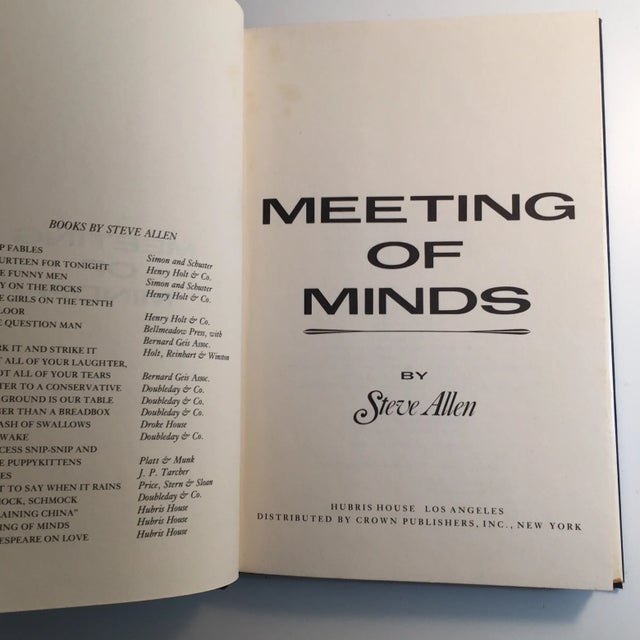 BOOKS BY STEVE ALLEN
P FABLES Simon and Schuster
URTEEN FOR TONIGHT Henry Holt & Co.
E FUNNY MEN Simon and Schuster
Y ON THE ROCKS Henry Holt & Co.
E GIRLS ON THE TENTH
LOOR Henry Holt & Co.
E QUESTION MAN Bellmeadow Press, with
Bernard Geis Assoc.
RK IT AND STRIKE IT Holt, Reinhart & Winston
T ALL OF YOUR LAUGHTER,
OT ALL OF YOUR TEARS Bernard Geis Assoc.
TER TO A CONSERVATIVE Doubleday & Co.
GROUND IS OUR TABLE Doubleday & Co.
ER THAN A BREADBOX Doubleday & Co.
ASH OF SWALLOWS Droke House
WAKE Doubleday & Co.
CESS SNIP-SNIP AND
E PUPPYKITTENS Platt & Munk
ES J. P. Tarcher
T TO SAY WHEN IT RAINS Price, Stern & Sloan
OCK, SCHMOCK Doubleday & Co.
AINING CHINA" Hubris House
ING OF MINDS Hubris House
ESPEARE ON LOVE Hubris House
MEETING
OF
MINDS
BY
Steve Allen
HUBRIS HOUSE LOS ANGELES
DISTRIBUTED BY CROWN PUBLISHERS, INC., NEW YORK